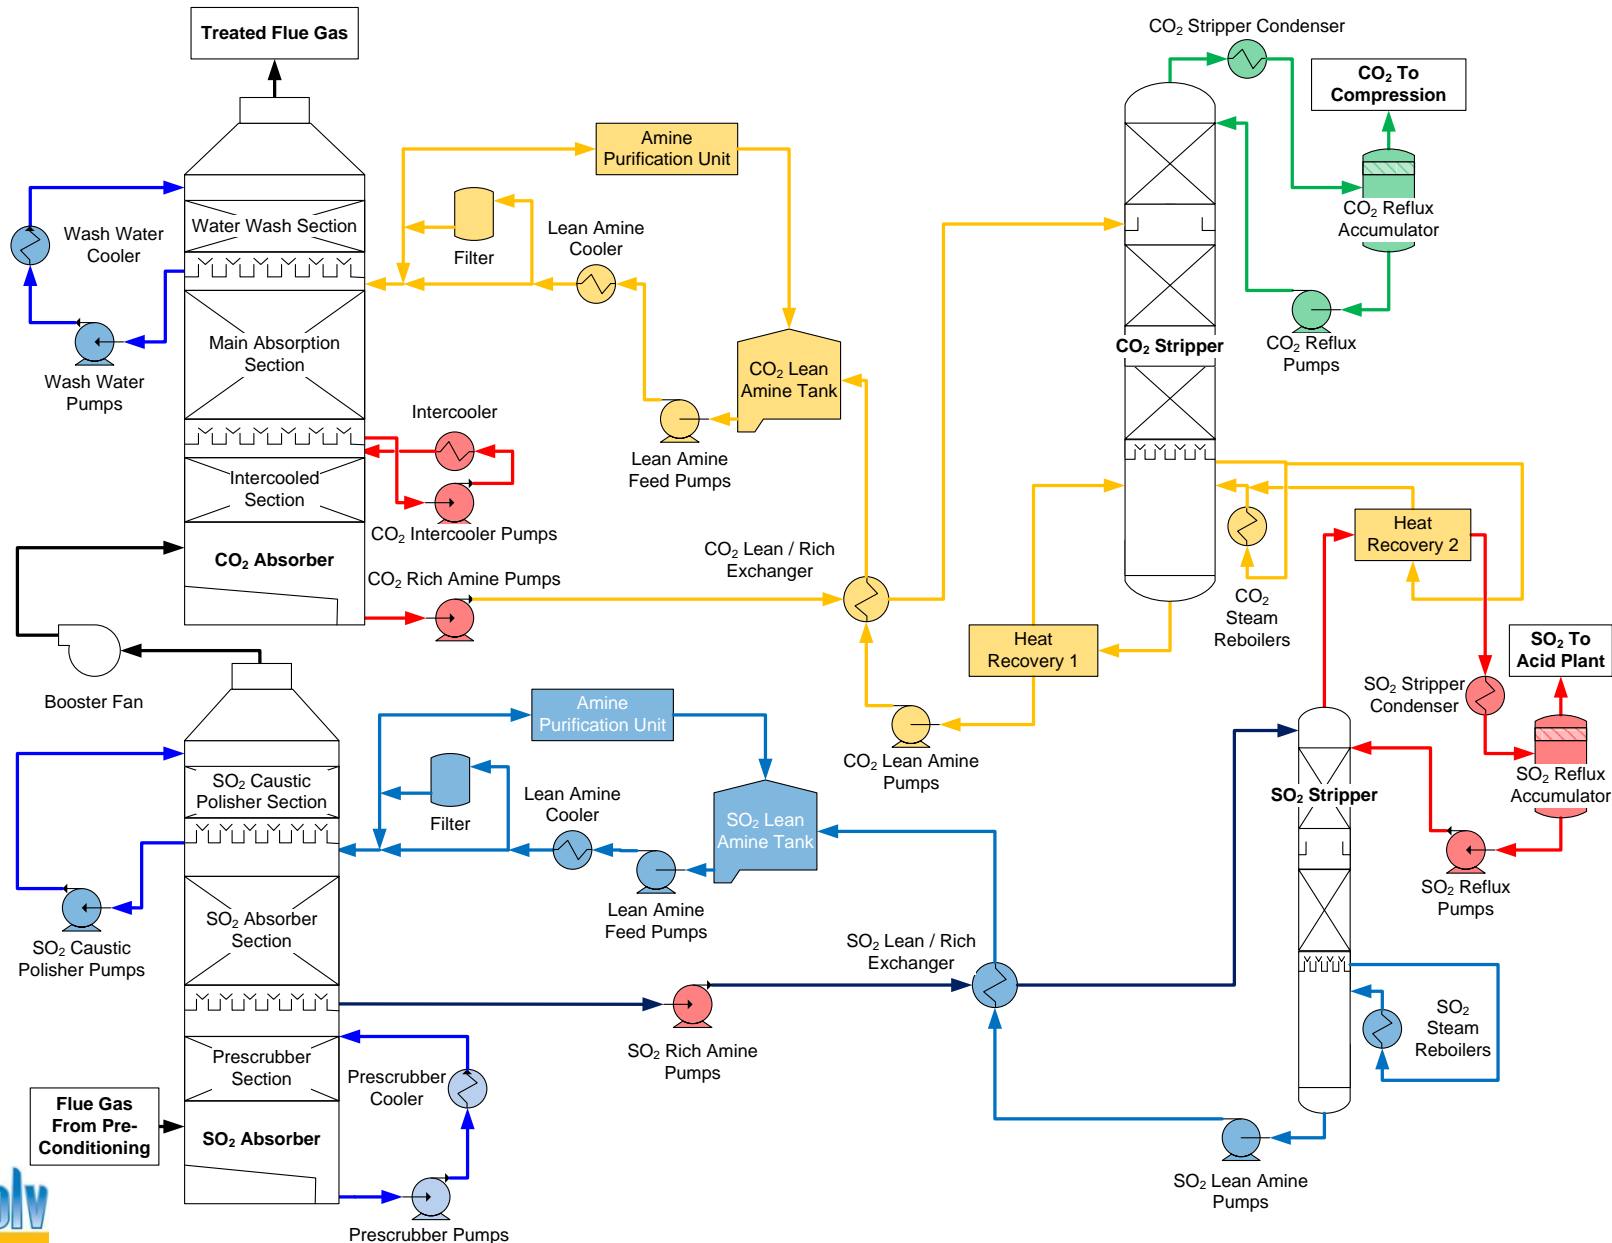 Treated Flue Gas
CO₂ Stripper Condenser
CO₂ To
Compression
Amine
Purification Unit
Water Wash Section
Wash Water
Cooler
Filter
Lean Amine
Cooler
CO₂ Reflux
Accumulator
Main Absorption
Section
CO₂ Stripper
CO₂ Reflux
Pumps
CO₂ Lean
Amine Tank
Wash Water
Pumps
Intercooler
Lean Amine
Feed Pumps
Intercooled
Section
CO₂ Intercooler Pumps
CO₂ Absorber
CO₂ Lean / Rich
Exchanger
CO₂ Rich Amine Pumps
Heat
Recovery 2
CO₂
Steam
Reboilers
Heat
Recovery 1
SO₂ To
Acid Plant
Booster Fan
SO₂ Stripper
Condenser
Amine
Purification Unit
CO₂ Lean Amine
Pumps
SO₂ Caustic
Polisher Section
Filter
Lean Amine
Cooler
SO₂ Lean
Amine Tank
SO₂ Stripper
SO₂ Reflux
Accumulator
SO₂ Reflux
Pumps
SO₂ Absorber
Section
Lean Amine
Feed Pumps
SO₂ Caustic
Polisher Pumps
SO₂ Lean / Rich
Exchanger
SO₂
Steam
Reboilers
SO₂ Rich Amine
Pumps
Prescrubber
Section
Prescrubber
Cooler
Flue Gas
From Pre-
Conditioning
SO₂ Absorber
SO₂ Lean Amine
Pumps
Prescrubber Pumps